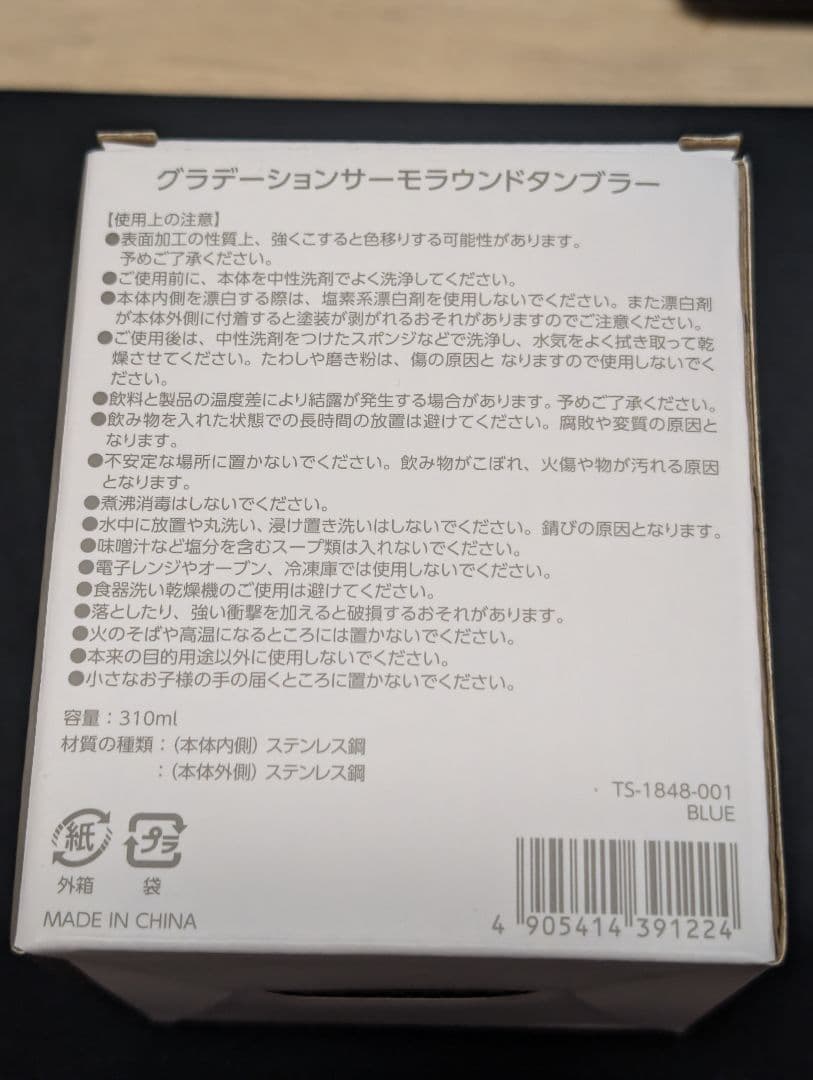 グラデーションサーモラウンドタンブラー
【使用上の注意】
●表面加工の性質上、強くこすると色移りする可能性があります。
予めご了承ください。
●ご使用前に、本体を中性洗剤でよく洗浄してください。
●本体内側を漂白する際は、塩素系漂白剤を使用しないでください。また漂白剤
が本体外側に付着すると塗装が剥がれるおそれがありますのでご注意ください。
●ご使用後は、中性洗剤をつけたスポンジなどで洗浄し、水気をよく拭き取って乾
燥させてください。たわしや磨き粉は、傷の原因と なりますので使用しないでく
ださい。
●飲料と製品の温度差により結露が発生する場合があります。予めご了承ください。
●飲み物を入れた状態での長時間の放置は避けてください。腐敗や変質の原因と
なります。
●不安定な場所に置かないでください。飲み物がこぼれ、火傷や物が汚れる原因
となります。
●煮沸消毒はしないでください。
●水中に放置や丸洗い、浸け置き洗いはしないでください。錆びの原因となります。
●味噌汁など塩分を含むスープ類は入れないでください。
●電子レンジやオーブン、冷凍庫では使用しないでください。
●食器洗い乾燥機のご使用は避けてください。
●落としたり、強い衝撃を加えると破損するおそれがあります。
●火のそばや高温になるところには置かないでください。
●本来の目的用途以外に使用しないでください。
●小さなお子様の手の届くところに置かないでください。
容量：310ml
材質の種類：（本体内側）ステンレス鋼
：（本体外側）ステンレス鋼
TS-1848-001
BLUE
紙 プラ
外箱 袋
MADE IN CHINA
4 905414 391224